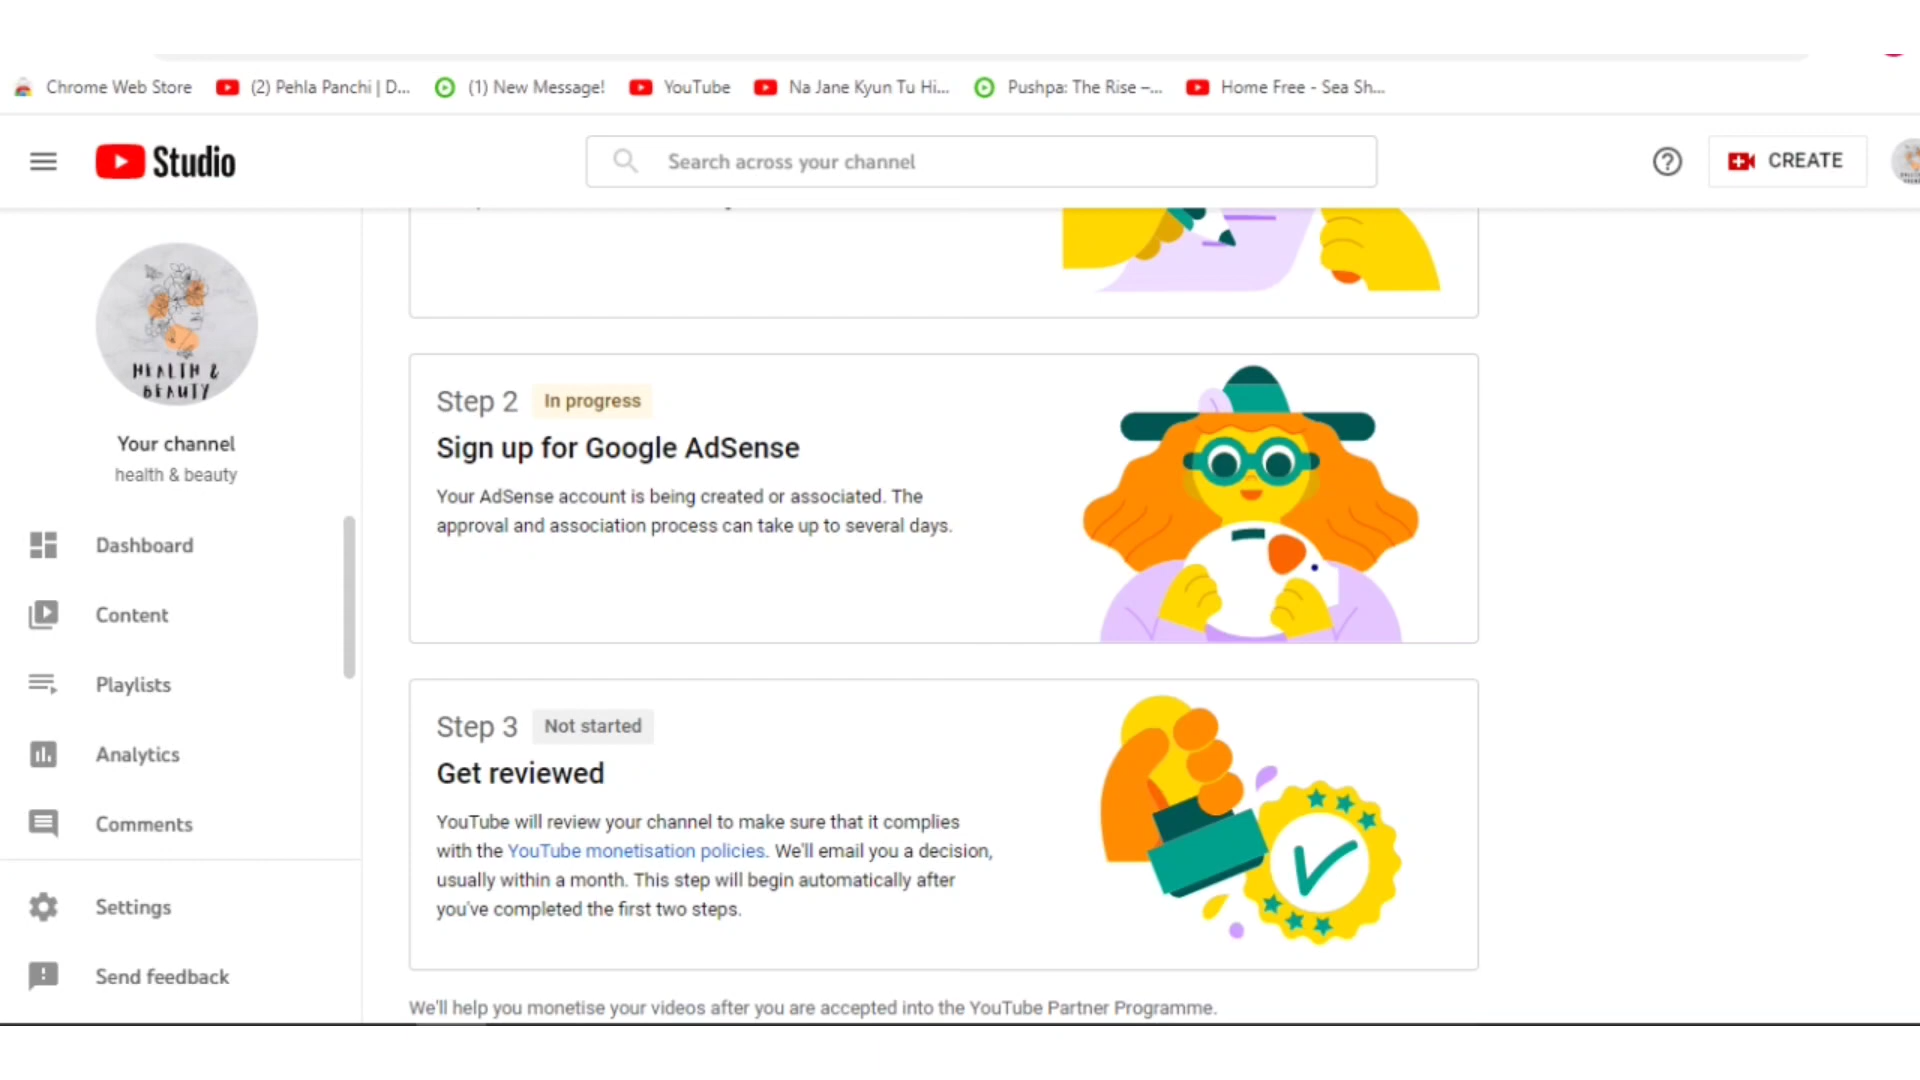 Chrome Web Store (2) Pehla Panchi | D... (1) New Message! YouTube Na Jane Kyun Tu Hi... Pushpa: The Rise –... Home Free - Sea Sh...
Studio Search across your channel CREATE
HEALTH &
BEAUTY
Your channel
health & beauty
Dashboard
Content
Playlists
Analytics
Comments
Settings
Send feedback
Step 2 In progress
Sign up for Google AdSense
Your AdSense account is being created or associated. The
approval and association process can take up to several days.
Step 3 Not started
Get reviewed
YouTube will review your channel to make sure that it complies
with the YouTube monetisation policies. We'll email you a decision,
usually within a month. This step will begin automatically after
you've completed the first two steps.
We'll help you monetise your videos after you are accepted into the YouTube Partner Programme.